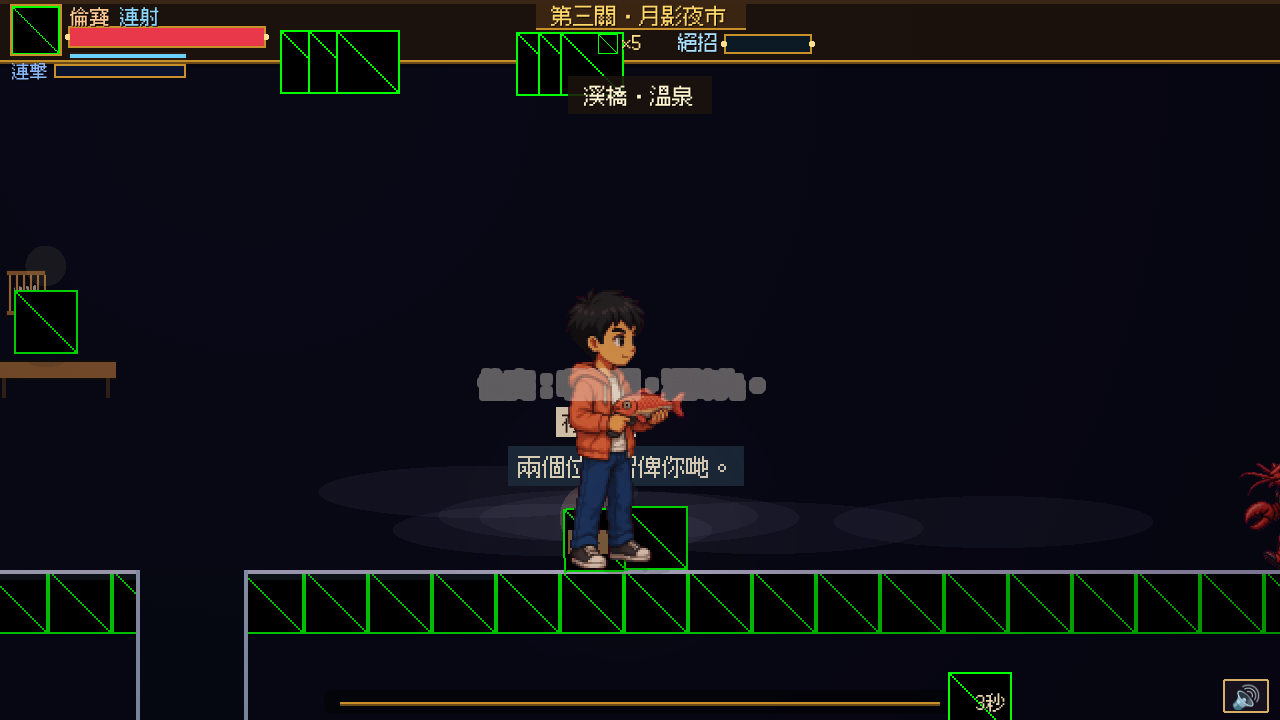 倫寶 連射
第三關·月影夜市
×5
絕招
連擊
溪橋·溫泉
兩個位
俾你哋。
3秒